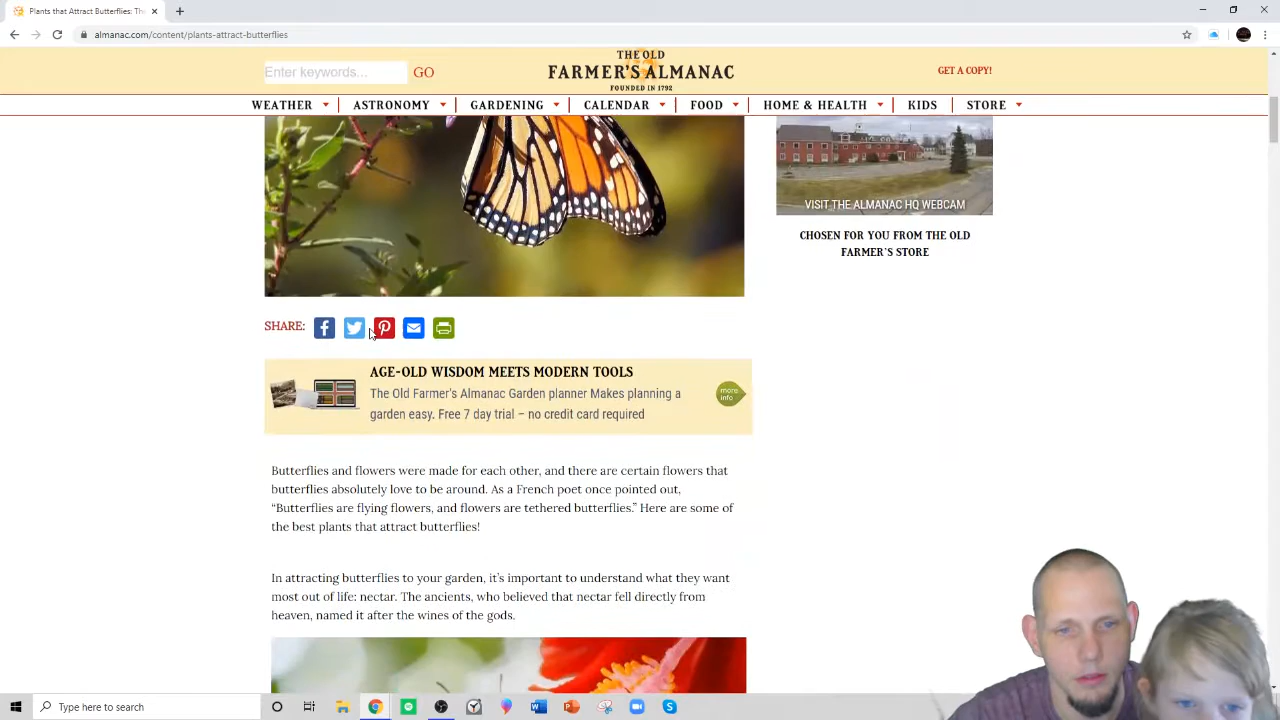 Plants that Attract Butterflies: The
almanac.com/content/plants-attract-butterflies
Enter keywords...
GO
THE OLD
FARMER'S ALMANAC
FOUNDED IN 1792
GET A COPY!
WEATHER
ASTRONOMY
GARDENING
CALENDAR
FOOD
HOME & HEALTH
KIDS
STORE
VISIT THE ALMANAC HQ WEBCAM
CHOSEN FOR YOU FROM THE OLD
FARMER'S STORE
SHARE:
AGE-OLD WISDOM MEETS MODERN TOOLS
The Old Farmer's Almanac Garden planner Makes planning a
garden easy. Free 7 day trial – no credit card required
more
info
Butterflies and flowers were made for each other, and there are certain flowers that
butterflies absolutely love to be around. As a French poet once pointed out,
“Butterflies are flying flowers, and flowers are tethered butterflies.” Here are some of
the best plants that attract butterflies!
In attracting butterflies to your garden, it’s important to understand what they want
most out of life: nectar. The ancients, who believed that nectar fell directly from
heaven, named it after the wines of the gods.
Type here to search